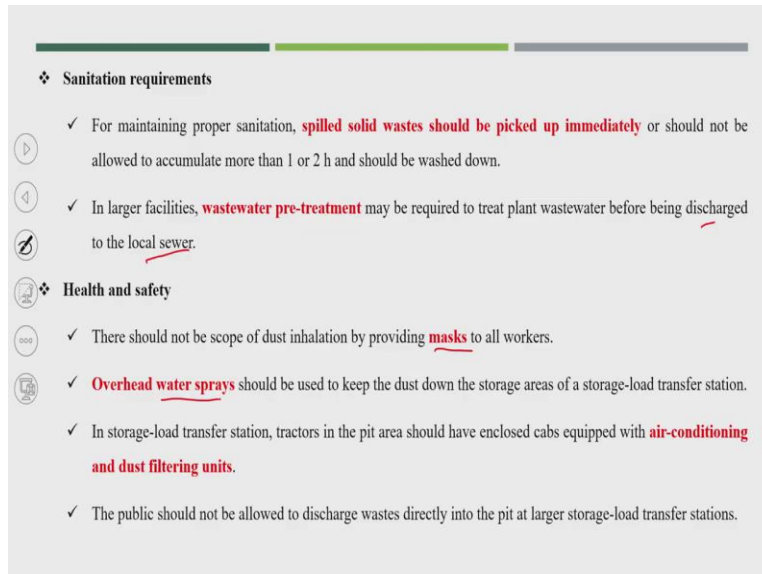 ❖ Sanitation requirements
✓ For maintaining proper sanitation, spilled solid wastes should be picked up immediately or should not be
allowed to accumulate more than 1 or 2 h and should be washed down.
✓ In larger facilities, wastewater pre-treatment may be required to treat plant wastewater before being discharged
to the local sewer.
❖ Health and safety
✓ There should not be scope of dust inhalation by providing masks to all workers.
✓ Overhead water sprays should be used to keep the dust down the storage areas of a storage-load transfer station.
✓ In storage-load transfer station, tractors in the pit area should have enclosed cabs equipped with air-conditioning
and dust filtering units.
✓ The public should not be allowed to discharge wastes directly into the pit at larger storage-load transfer stations.